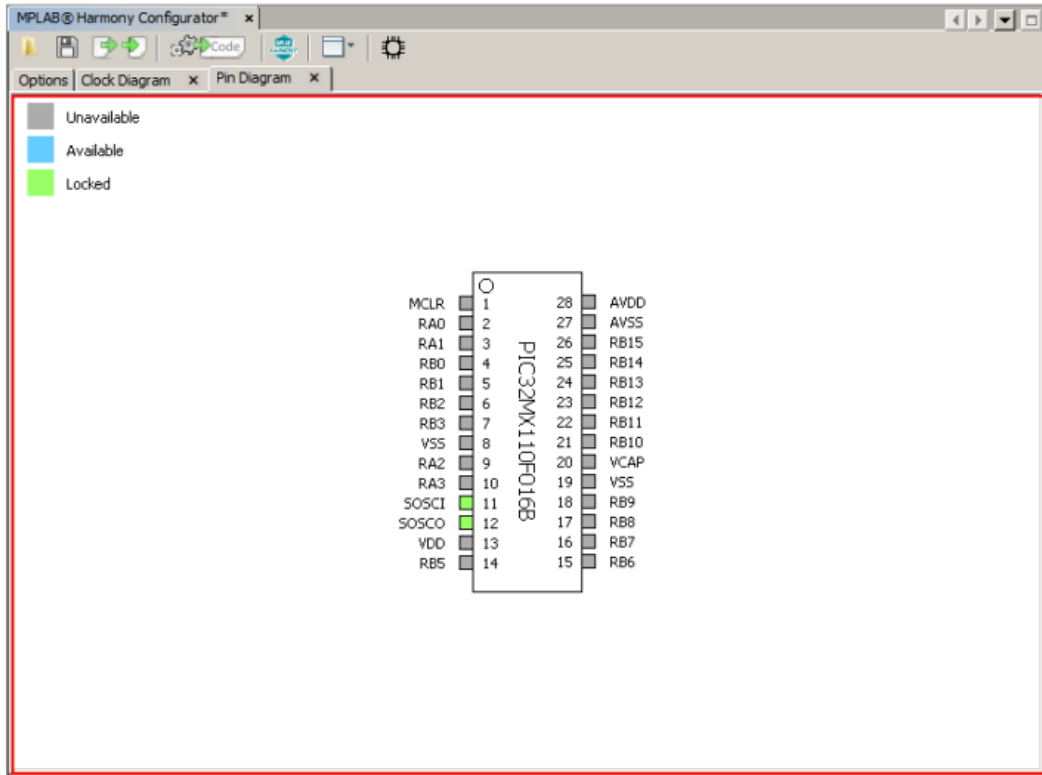 MPLAB® Harmony Configurator*
Code
Options Clock Diagram Pin Diagram
Unavailable
Available
Locked
MCLR 1 28 AVDD
RA0 2 27 AVSS
RA1 3 26 RB15
RB0 4 25 RB14
RB1 5 24 RB13
RB2 6 23 RB12
RB3 7 22 RB11
VSS 8 21 RB10
RA2 9 20 VCAP
RA3 10 19 VSS
SOSCI 11 18 RB9
SOSCO 12 17 RB8
VDD 13 16 RB7
RB5 14 15 RB6
PIC32MX110F016B